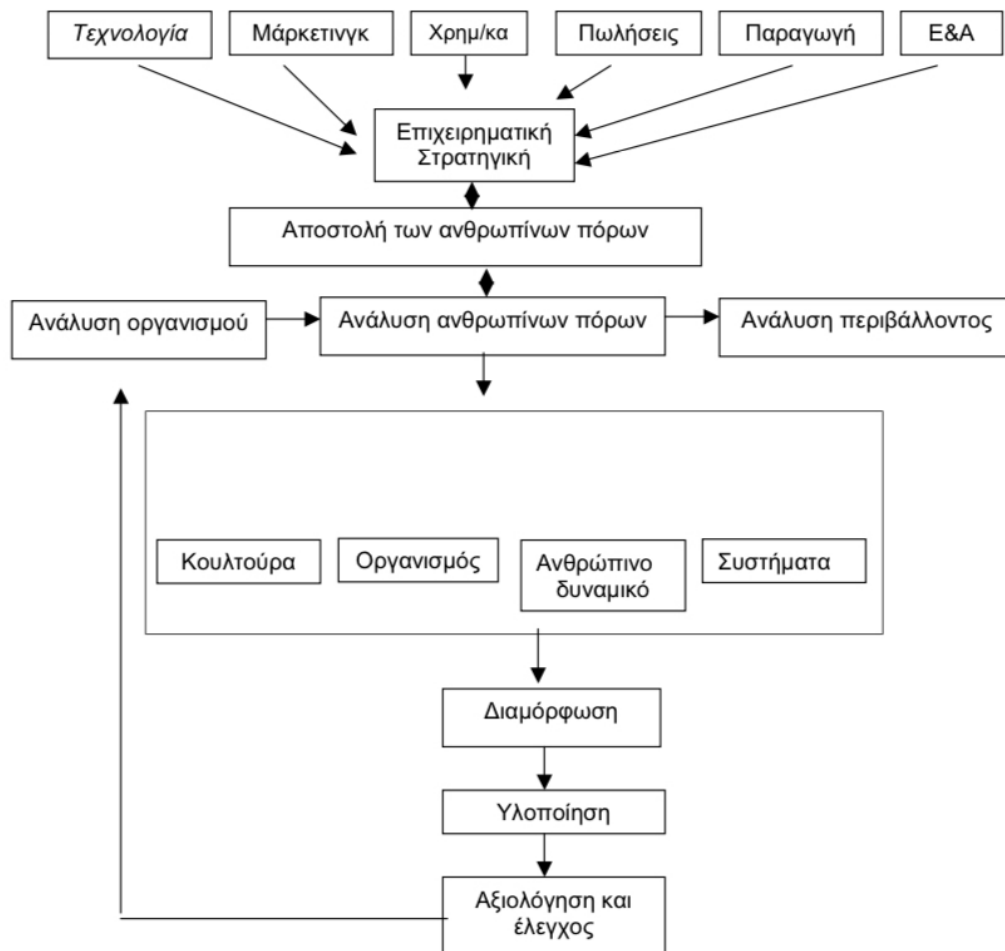 Τεχνολογία
Μάρκετινγκ
Χρημ/κα
Πωλήσεις
Παραγωγή
Ε&Α
Επιχειρηματική
Στρατηγική
Αποστολή των ανθρωπίνων πόρων
Ανάλυση οργανισμού
Ανάλυση ανθρωπίνων πόρων
Ανάλυση περιβάλλοντος
Κουλτούρα
Οργανισμός
Ανθρώπινο
δυναμικό
Συστήματα
Διαμόρφωση
Υλοποίηση
Αξιολόγηση και
έλεγχος